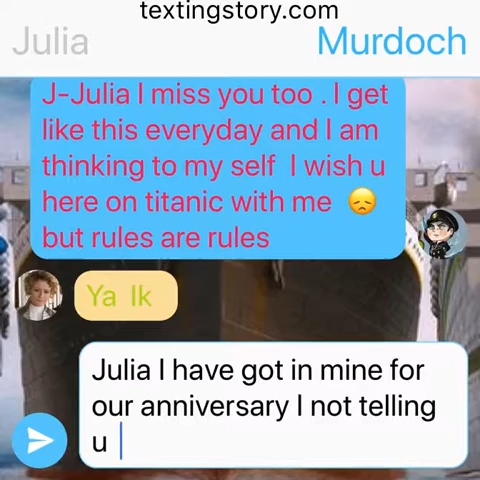 textingstory.com
Julia Murdoch
J-Julia I miss you too . I get
like this everyday and I am
thinking to my self I wish u
here on titanic with me 😞
but rules are rules
Ya Ik
Julia I have got in mine for
our anniversary I not telling
u